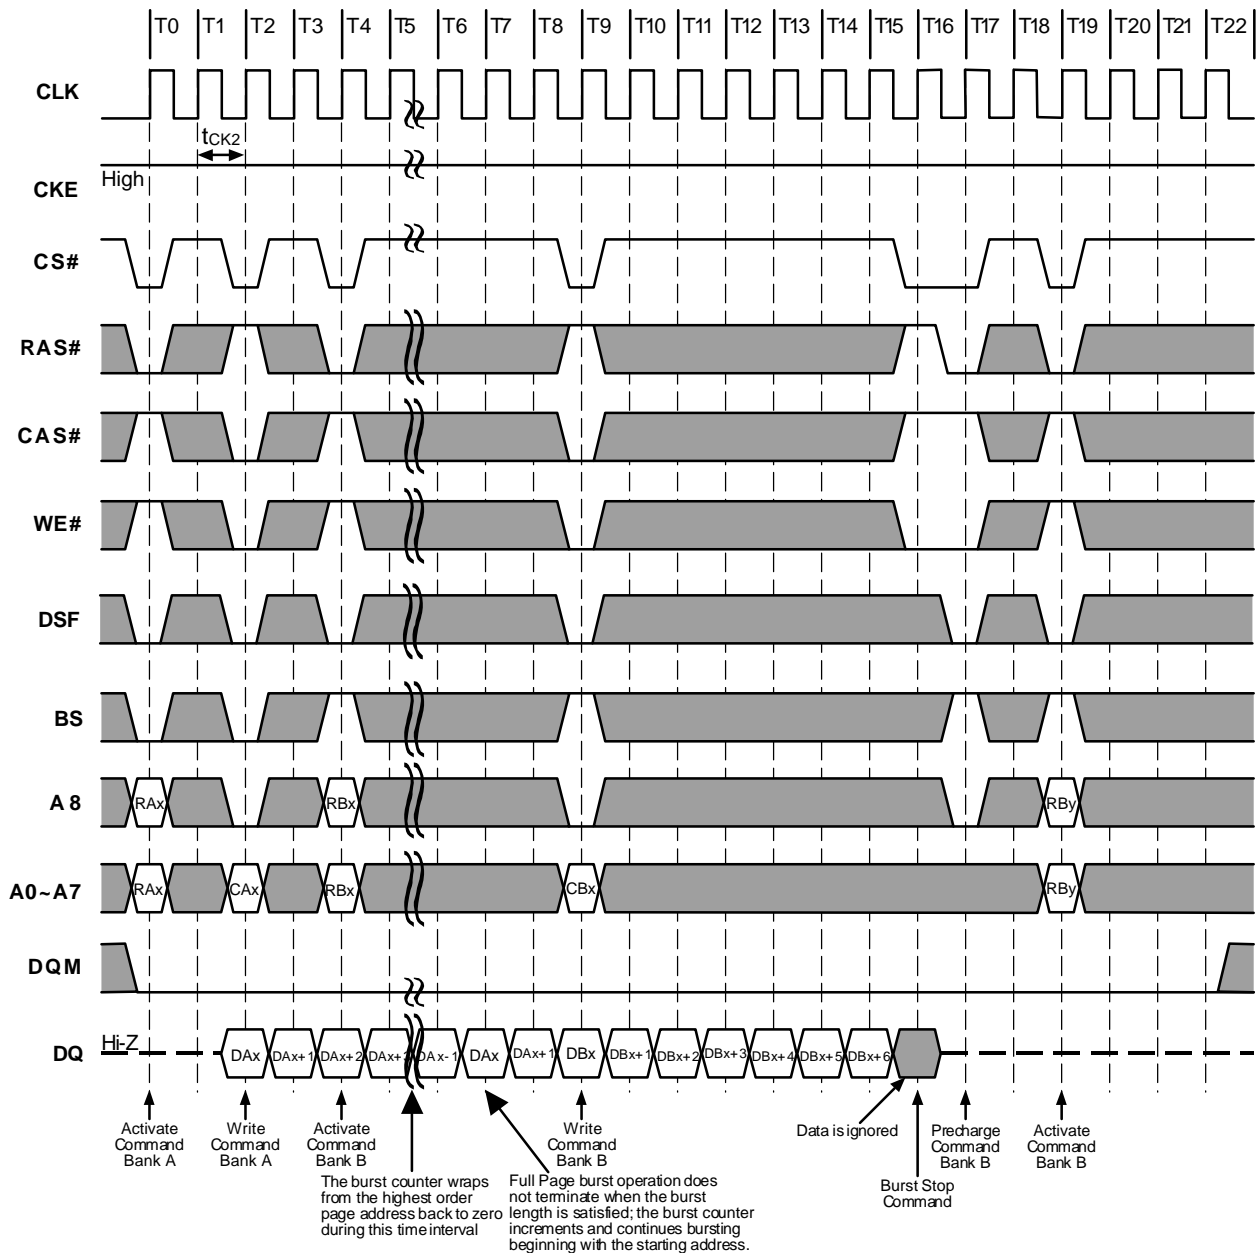 T0 T1 T2 T3 T4 T5 T6 T7 T8 T9 T10 T11 T12 T13 T14 T15 T16 T17 T18 T19 T20 T21 T22
CLK
tCK2
High
CKE
CS#
RAS#
CAS#
WE#
DSF
BS
A8
RAx RBx RBy
A0~A7
RAx CAx RBx CBx RBy
DQM
DQ
Hi-Z
DAx DAx+1 DAx+2 DAx+3 DAx-1 DAx DAx+1 DBx DBx+1 DBx+2 DBx+3 DBx+4 DBx+5 DBx+6
Activate
Command
Bank A
Write
Command
Bank A
Activate
Command
Bank B
The burst counter wraps
from the highest order
page address back to zero
during this time interval
Full Page burst operation does
not terminate when the burst
length is satisfied; the burst counter
increments and continues bursting
beginning with the starting address.
Write
Command
Bank B
Data is ignored
Burst Stop
Command
Precharge
Command
Bank B
Activate
Command
Bank B